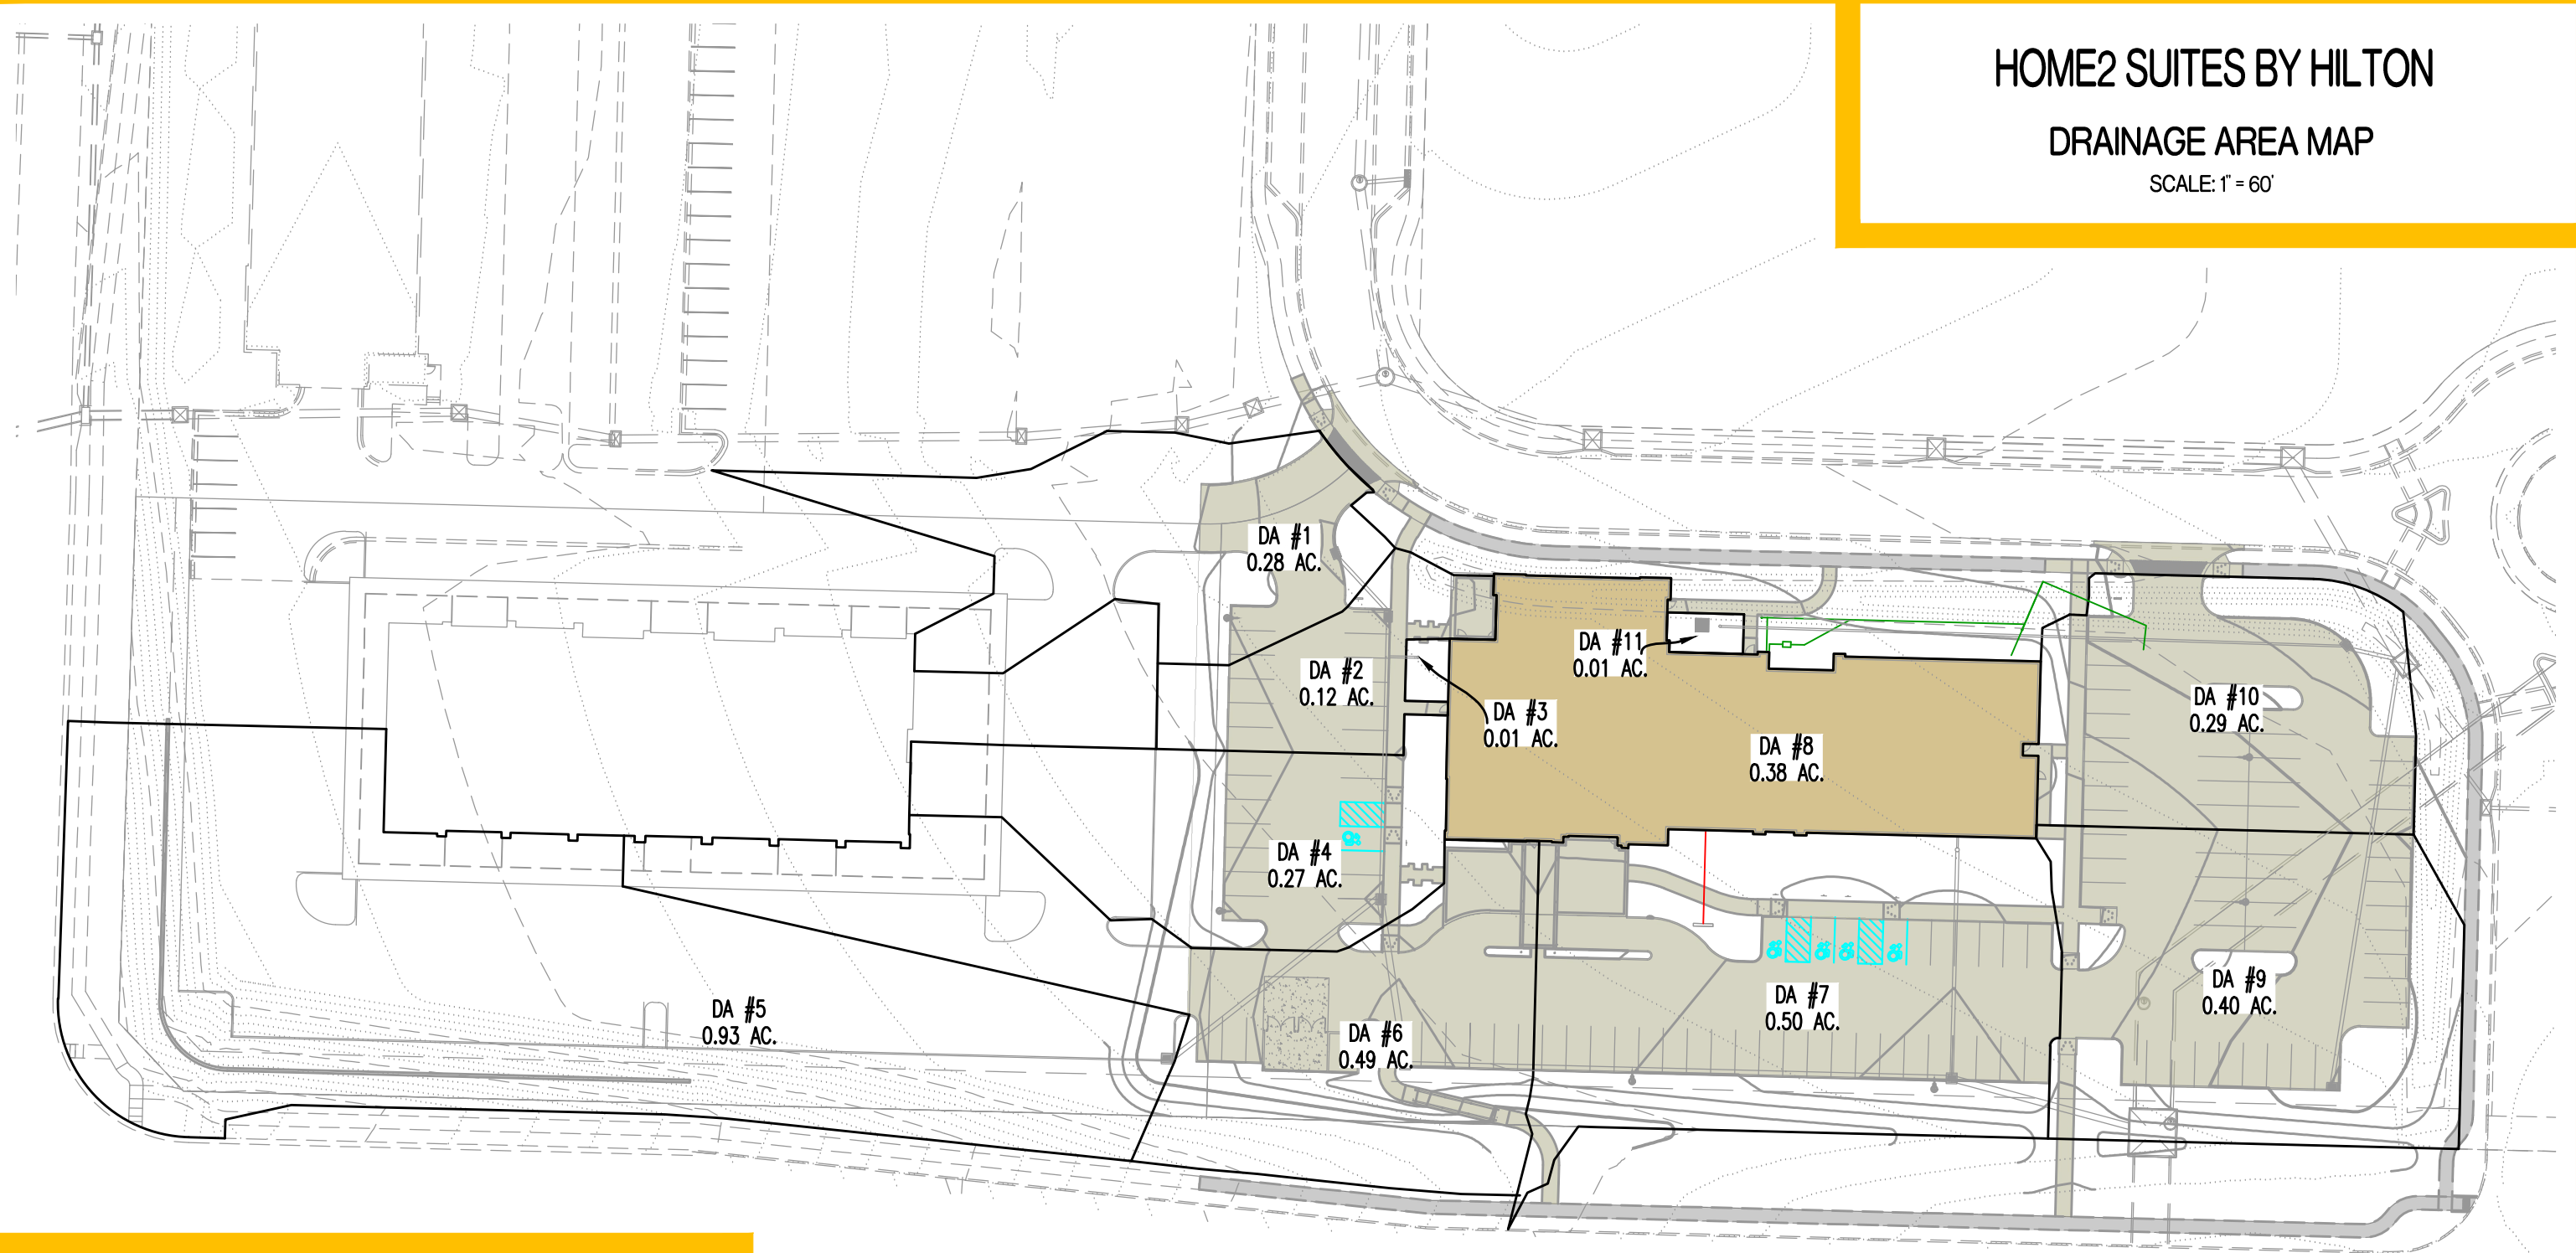 HOME2 SUITES BY HILTON
DRAINAGE AREA MAP
SCALE: 1" = 60'
DA #1
0.28 AC.
DA #2
0.12 AC.
DA #11
0.01 AC.
DA #3
0.01 AC.
DA #10
0.29 AC.
DA #8
0.38 AC.
DA #4
0.27 AC.
DA #9
0.40 AC.
DA #7
0.50 AC.
DA #5
0.93 AC.
DA #6
0.49 AC.